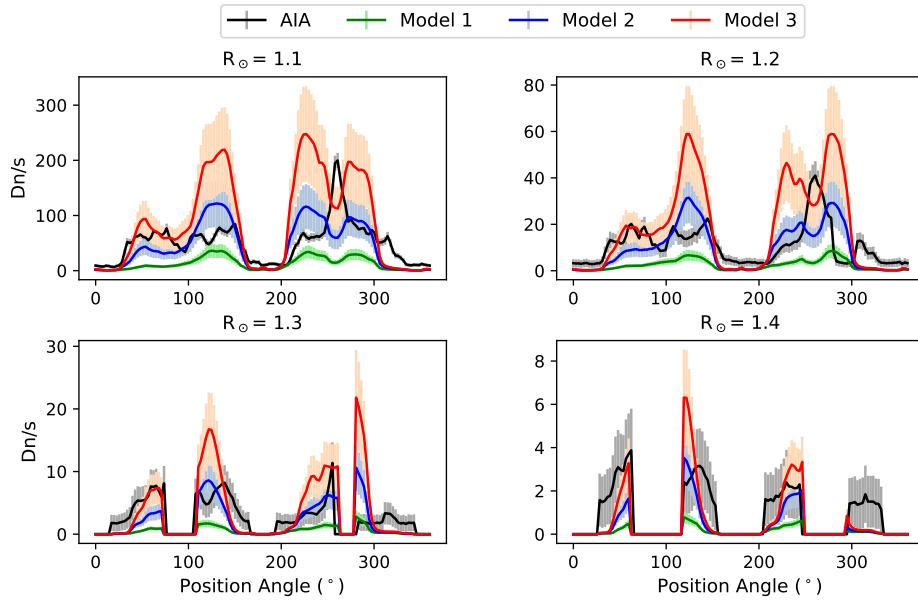 AIA Model 1 Model 2 Model 3
R⊙ = 1.1
R⊙ = 1.2
300
200
100
0
Dn/s
0 100 200 300
80
60
40
20
0
0 100 200 300
R⊙ = 1.3
R⊙ = 1.4
30
20
10
0
Dn/s
0 100 200 300
Position Angle (°)
8
6
4
2
0
0 100 200 300
Position Angle (°)